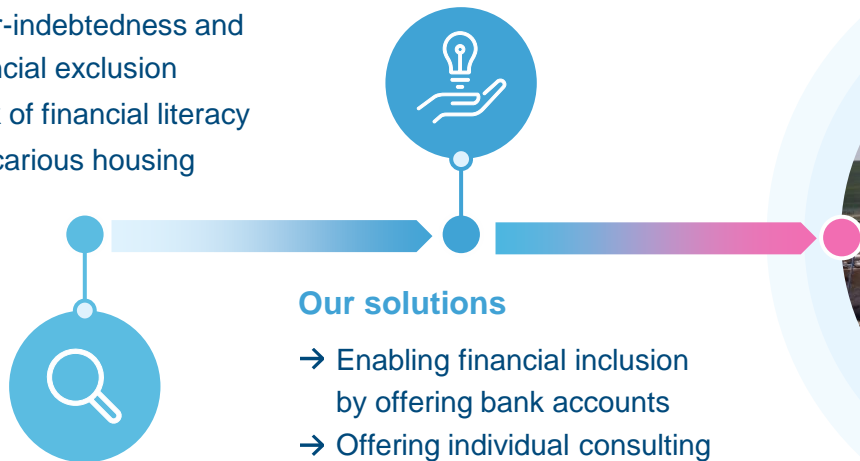 r-indebtedness and
ncial exclusion
of financial literacy
carious housing
Our solutions
→ Enabling financial inclusion
by offering bank accounts
→ Offering individual consulting